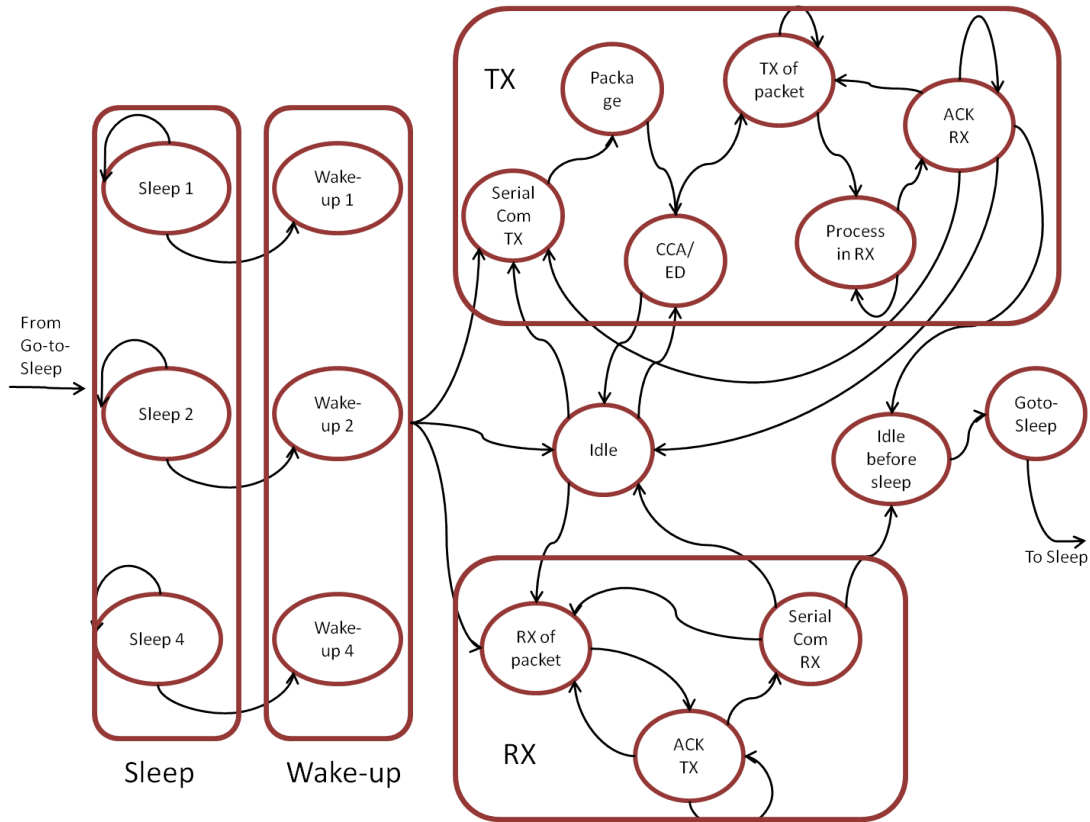 TX
Packa
ge
TX of
packet
ACK
RX
Sleep 1
Wake-
up 1
Serial
Com
TX
CCA/
ED
Process
in RX
From
Go-to-
Sleep
Sleep 2
Wake-
up 2
Idle
Idle
before
sleep
Goto-
Sleep
To Sleep
Sleep 4
Wake-
up 4
RX of
packet
Serial
Com
RX
ACK
TX
RX
Sleep
Wake-up